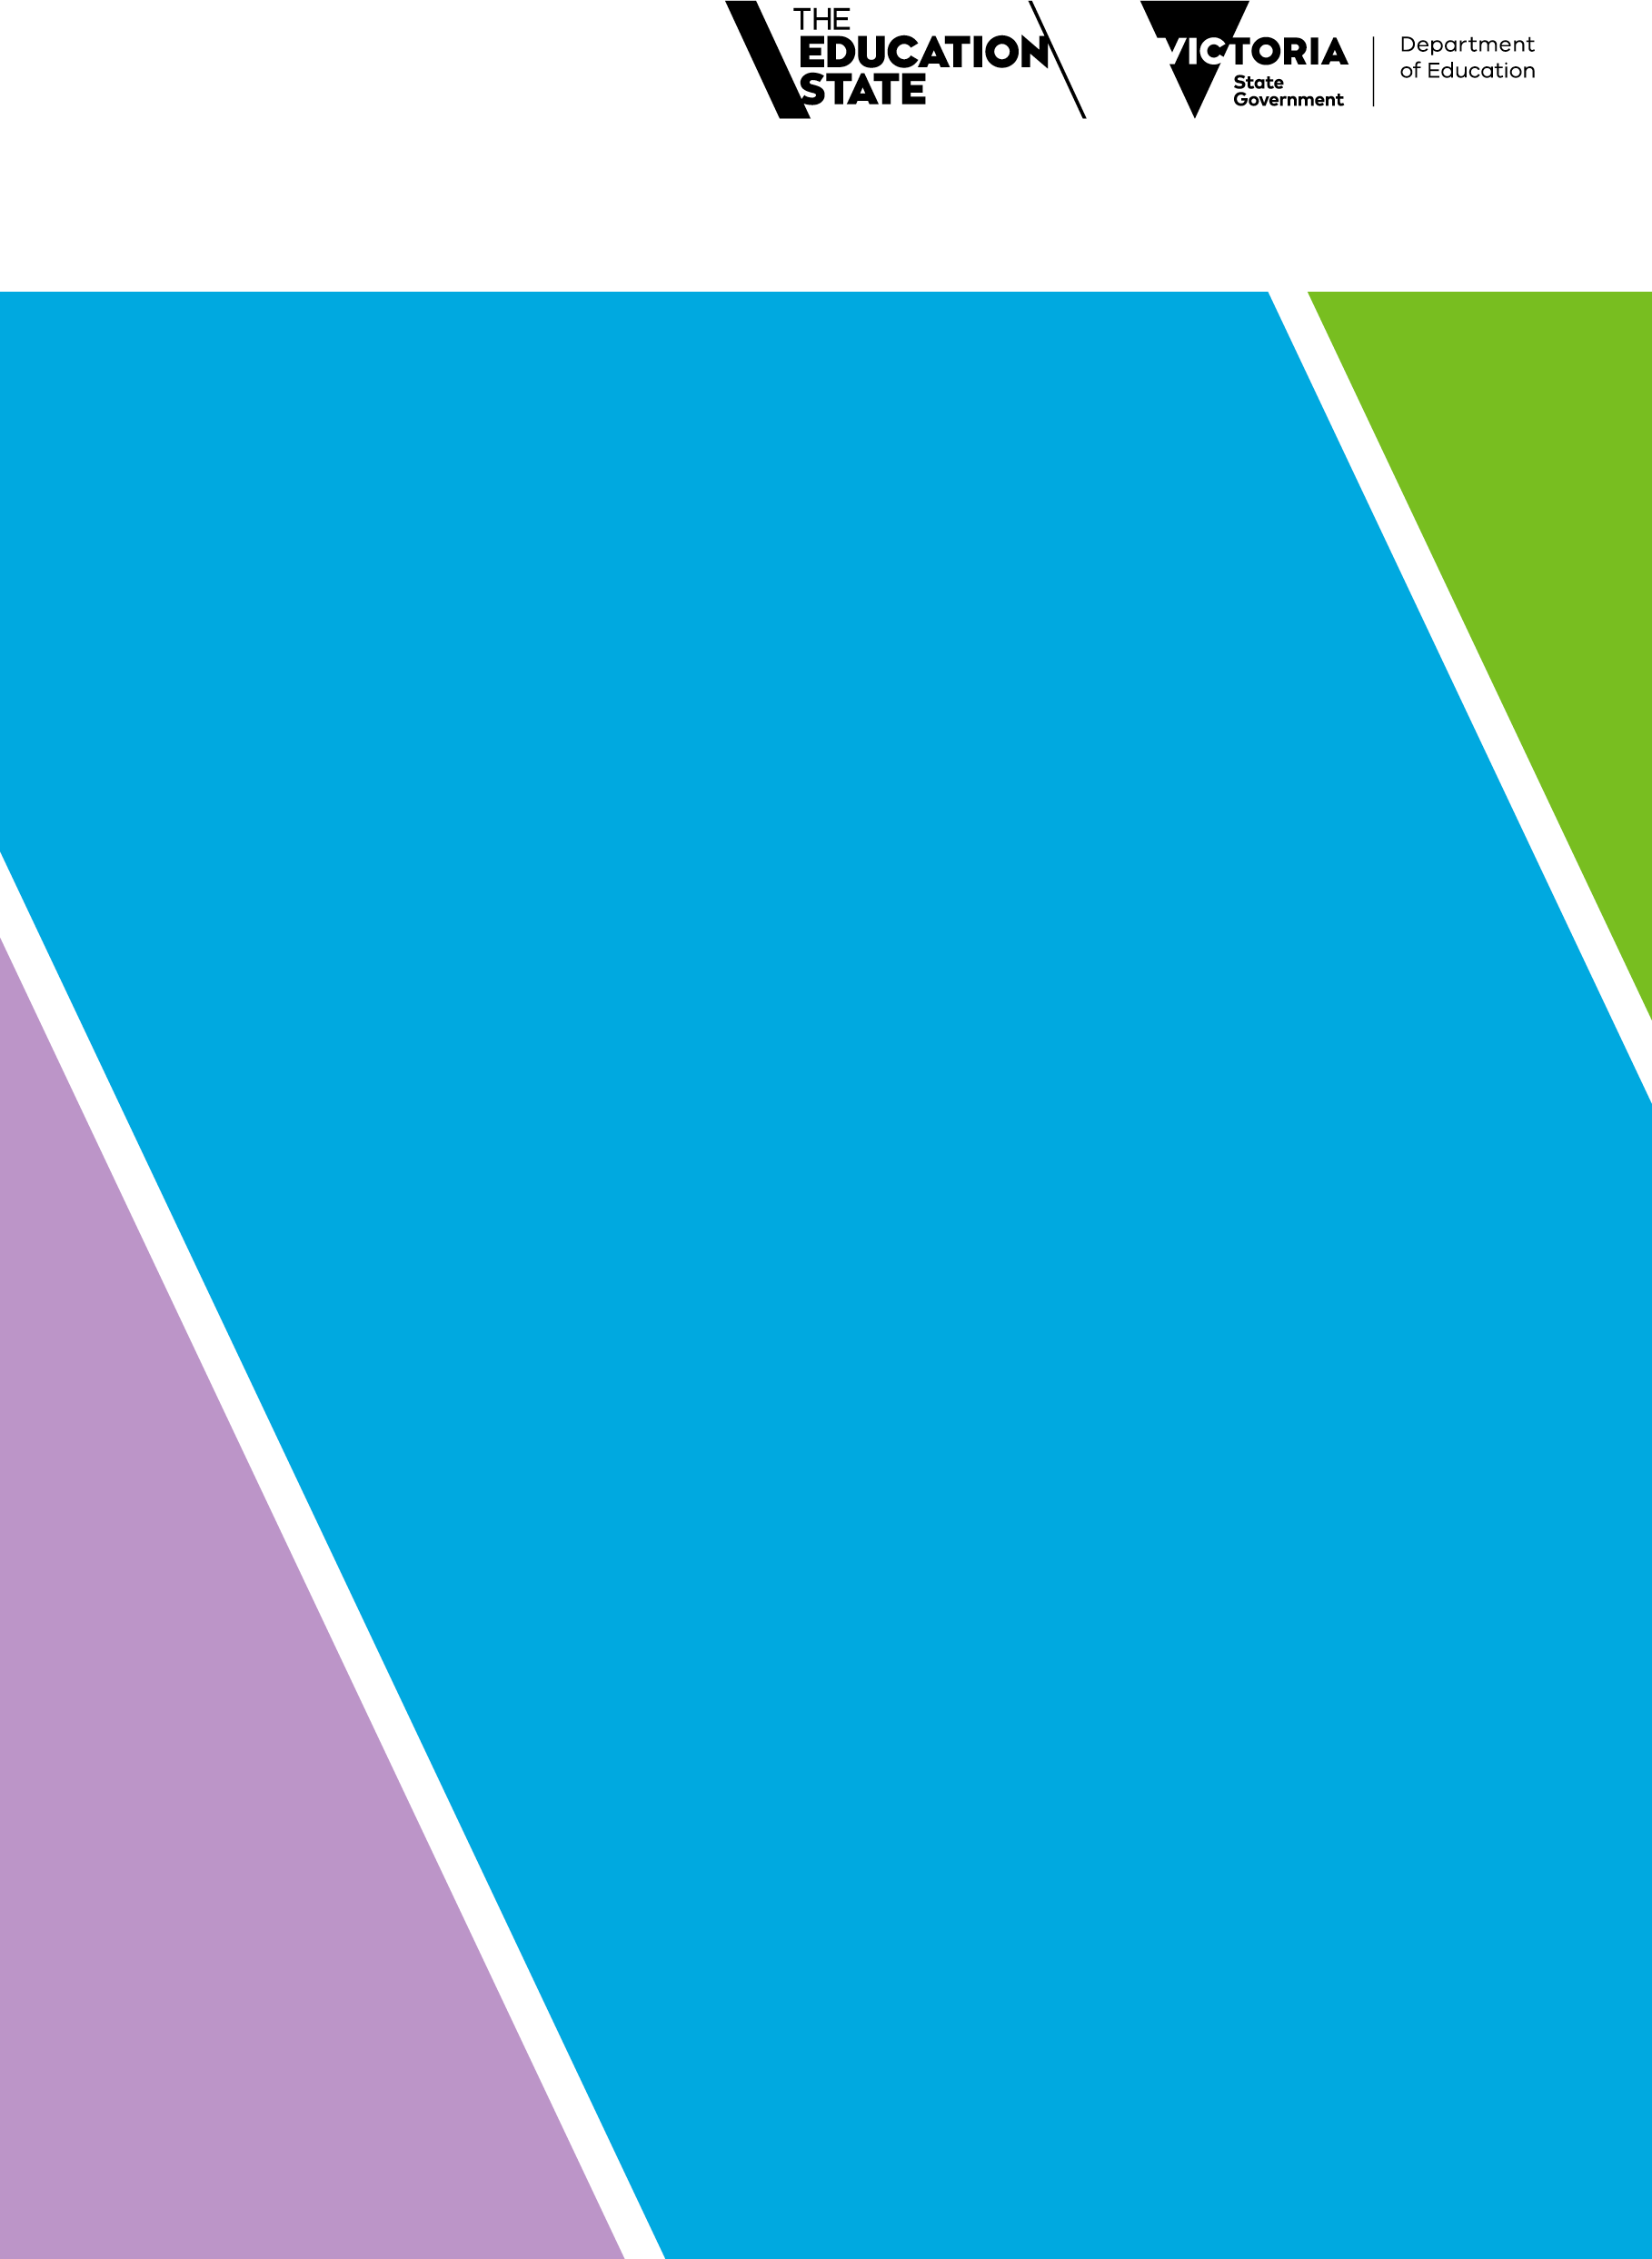 THE
EDUCATION
STATE
VICTORIA
State
Government
Department
of Education